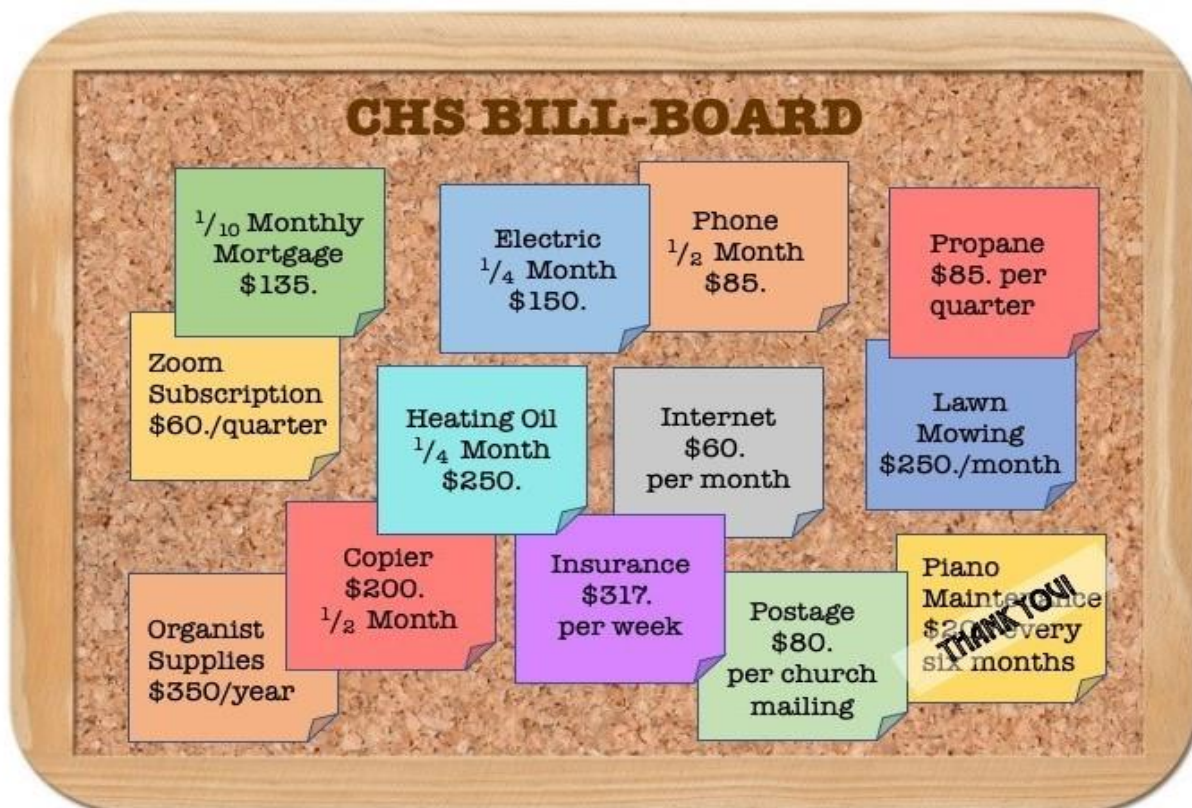 CHS BILL-BOARD
1/10 Monthly
Mortgage
$135.
Electric
1/4 Month
$150.
Phone
1/2 Month
$85.
Propane
$85. per
quarter
Zoom
Subscription
$60./quarter
Heating Oil
1/4 Month
$250.
Internet
$60.
per month
Lawn
Mowing
$250./month
Organist
Supplies
$350/year
Copier
$200.
1/2 Month
Insurance
$317.
per week
Postage
$80.
per church
mailing
Piano
Maintenance
every
six months
THANK YOU!